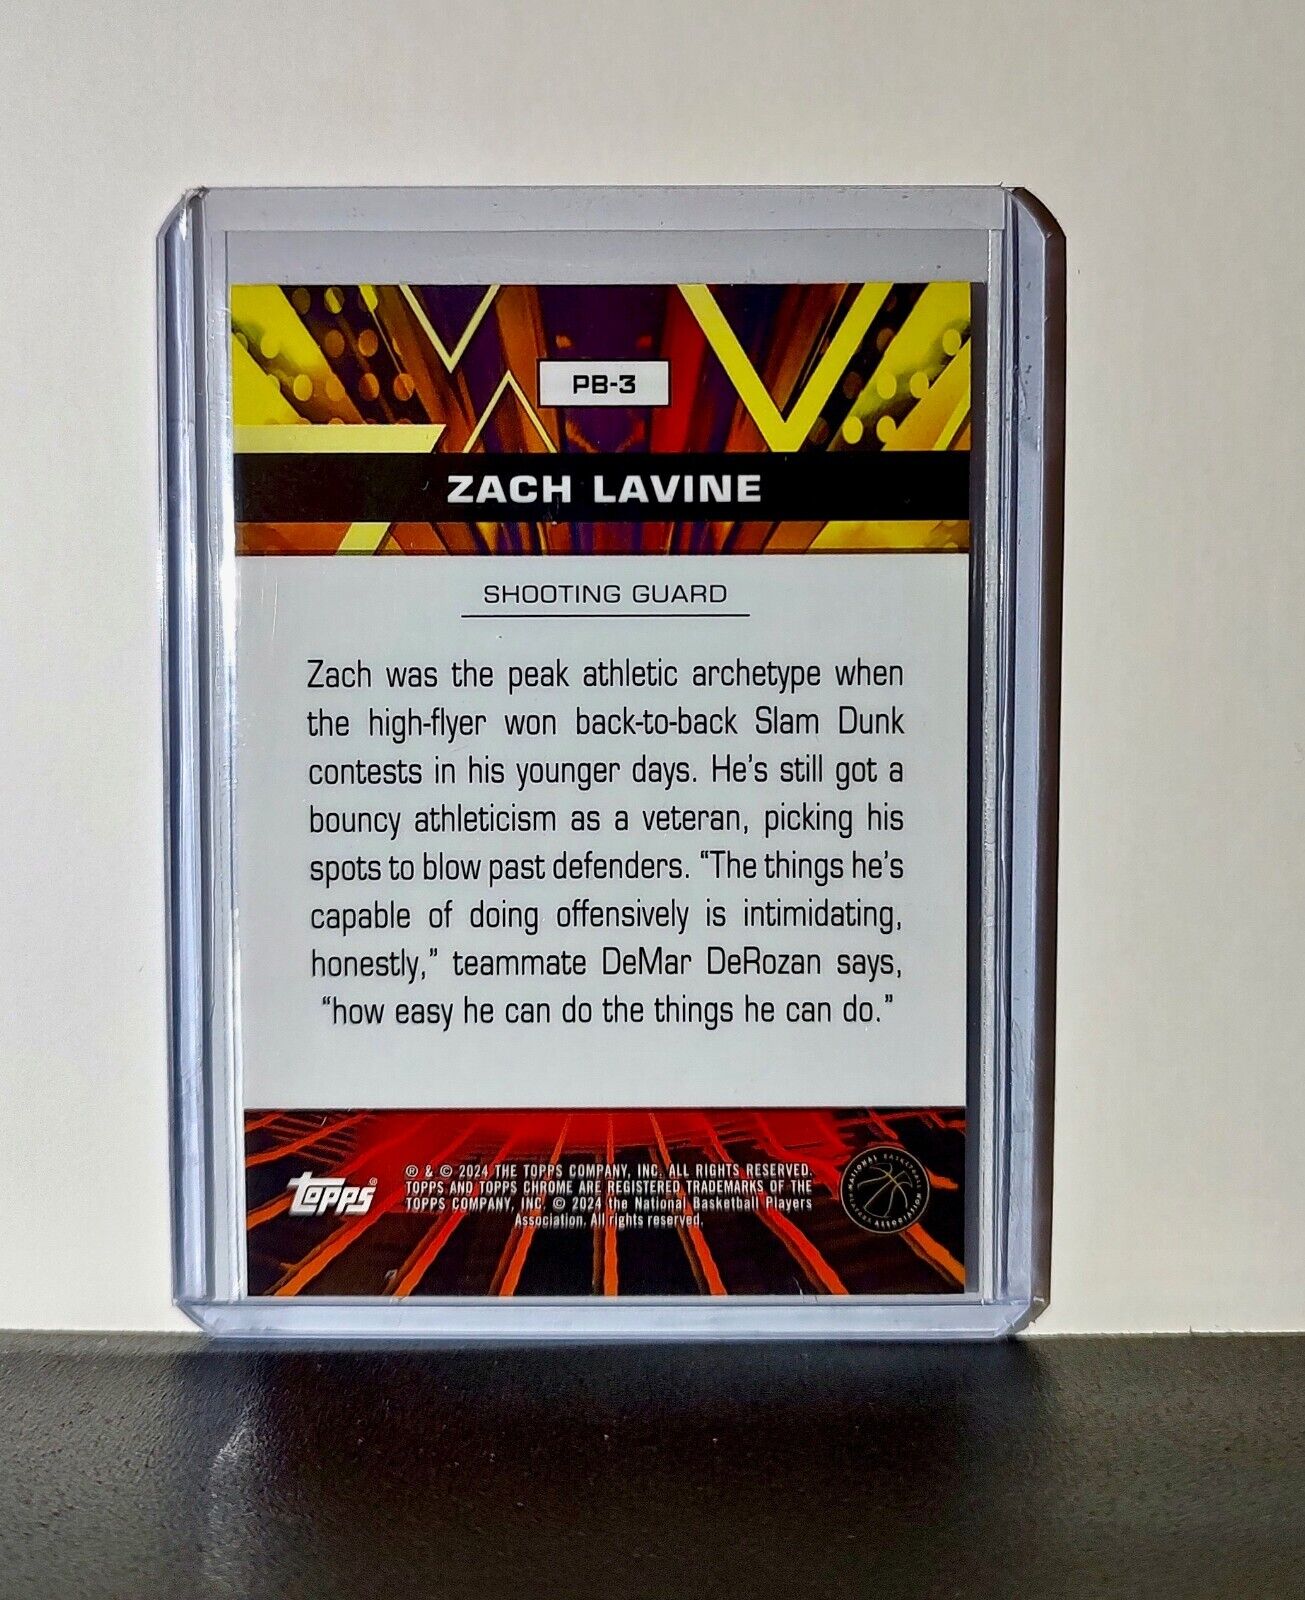 PB-3
ZACH LAVINE
SHOOTING GUARD
Zach was the peak athletic archetype when
the high-flyer won back-to-back Slam Dunk
contests in his younger days. He's still got a
bouncy athleticism as a veteran, picking his
spots to blow past defenders. “The things he's
capable of doing offensively is intimidating,
honestly,” teammate DeMar DeRozan says,
“how easy he can do the things he can do.”
topps®
® & © 2024 THE TOPPS COMPANY, INC. ALL RIGHTS RESERVED.
TOPPS AND TOPPS CHROME ARE REGISTERED TRADEMARKS OF THE
TOPPS COMPANY, INC. © 2024 the National Basketball Players
Association. All rights reserved.
NATIONAL BASKETBALL PLAYERS ASSOCIATION